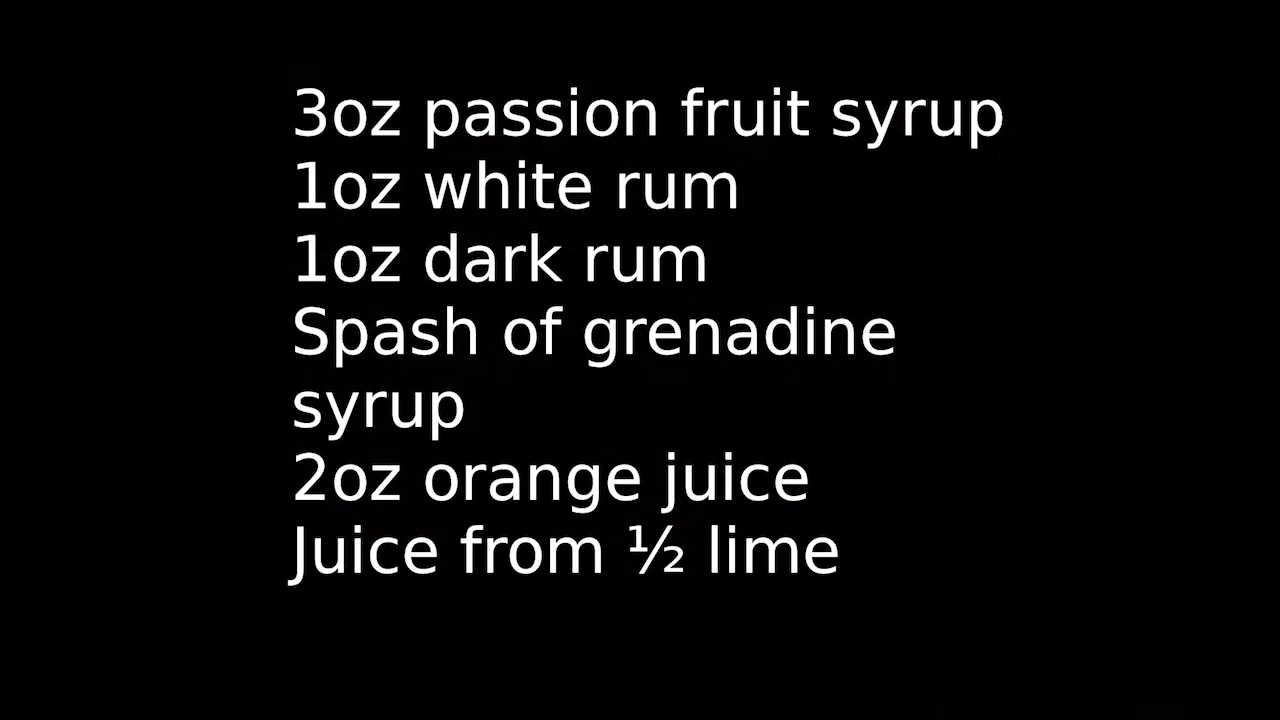 3oz passion fruit syrup
1oz white rum
1oz dark rum
Spash of grenadine
syrup
2oz orange juice
Juice from ½ lime